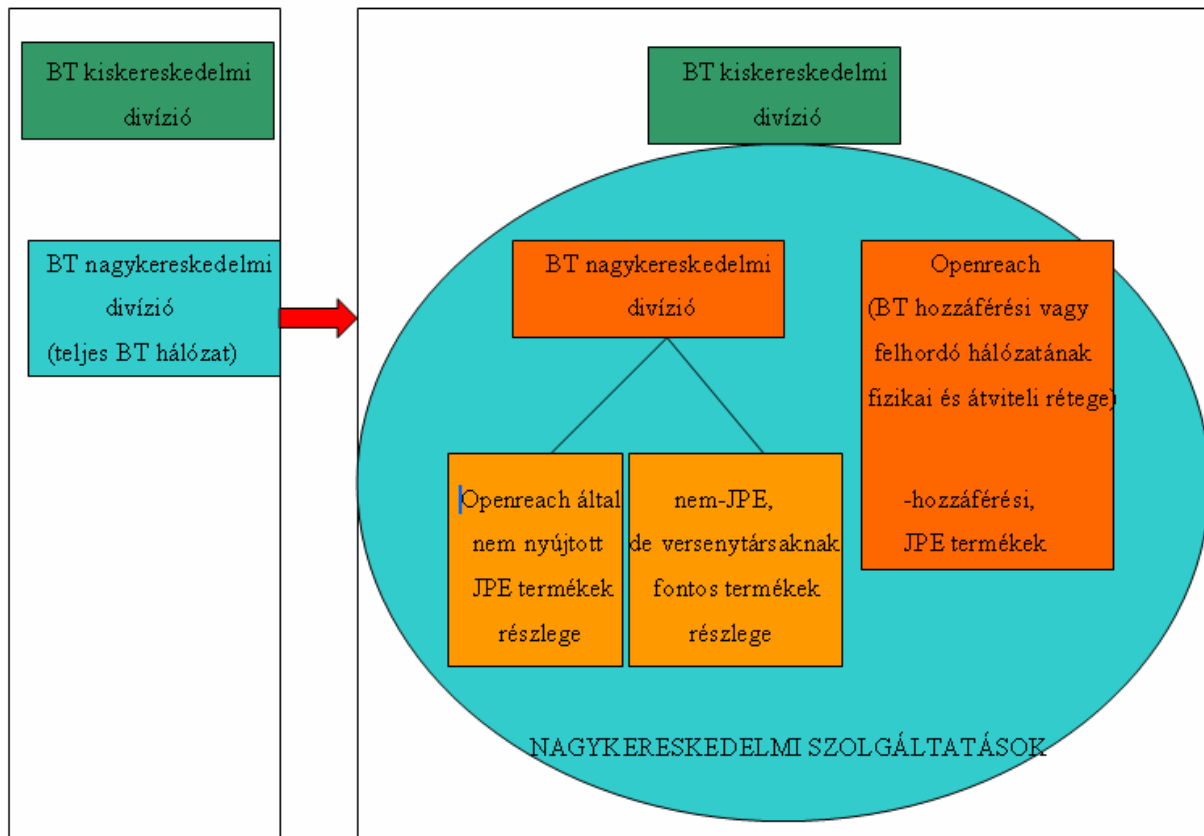 BT kiskereskedelmi
divízió
BT nagykereskedelmi
divízió
(teljes BT hálózat)
BT kiskereskedelmi
divízió
BT nagykereskedelmi
divízió
Openreach
(BT hozzáférési vagy
felhordó hálózatának
fizikai és átviteli rétege)
-hozzáférési,
JPE termékek
Openreach által
nem nyújtott
JPE termékek
részlege
nem-JPE,
de versenytársaknak
fontos termékek
részlege
NAGYKERESKEDELMI SZOLGÁLTATÁSOK